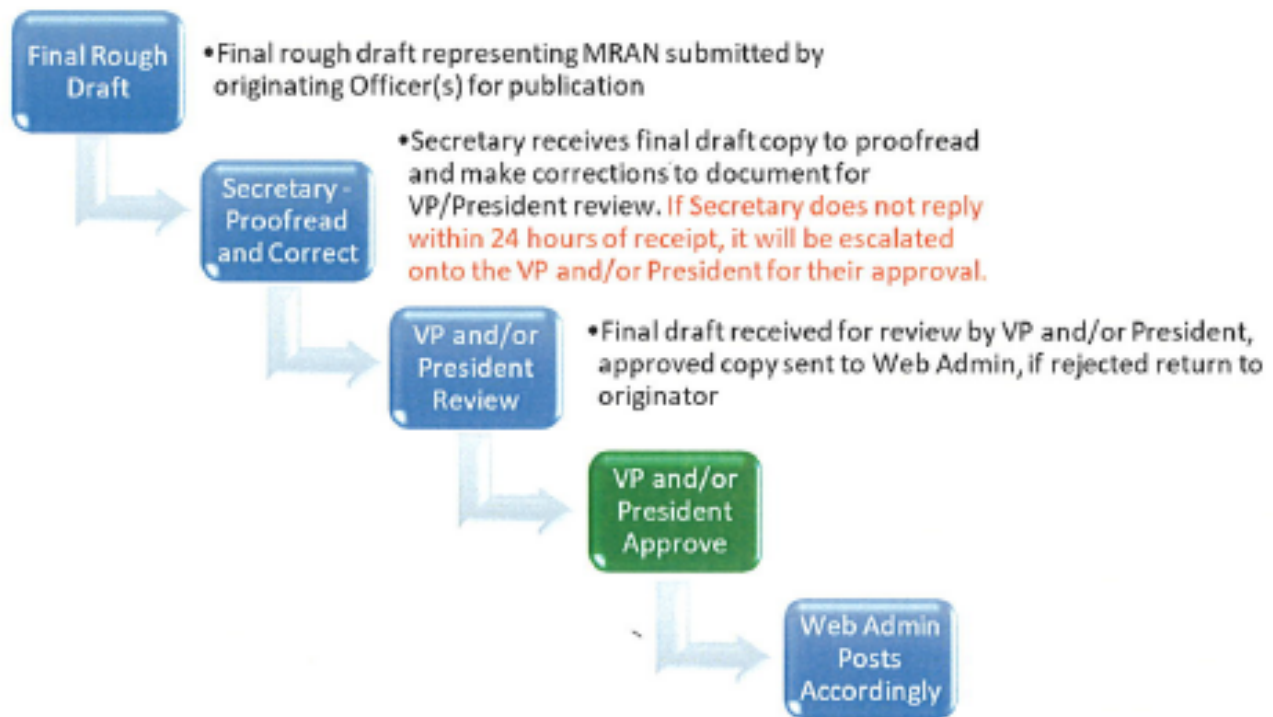 Final Rough
Draft
•Final rough draft representing MRAN submitted by
originating Officer(s) for publication
Secretary -
Proofread
and Correct
•Secretary receives final draft copy to proofread
and make corrections to document for
VP/President review. If Secretary does not reply
within 24 hours of receipt, it will be escalated
onto the VP and/or President for their approval.
VP and/or
President
Review
•Final draft received for review by VP and/or President,
approved copy sent to Web Admin, if rejected return to
originator
VP and/or
President
Approve
Web Admin
Posts
Accordingly